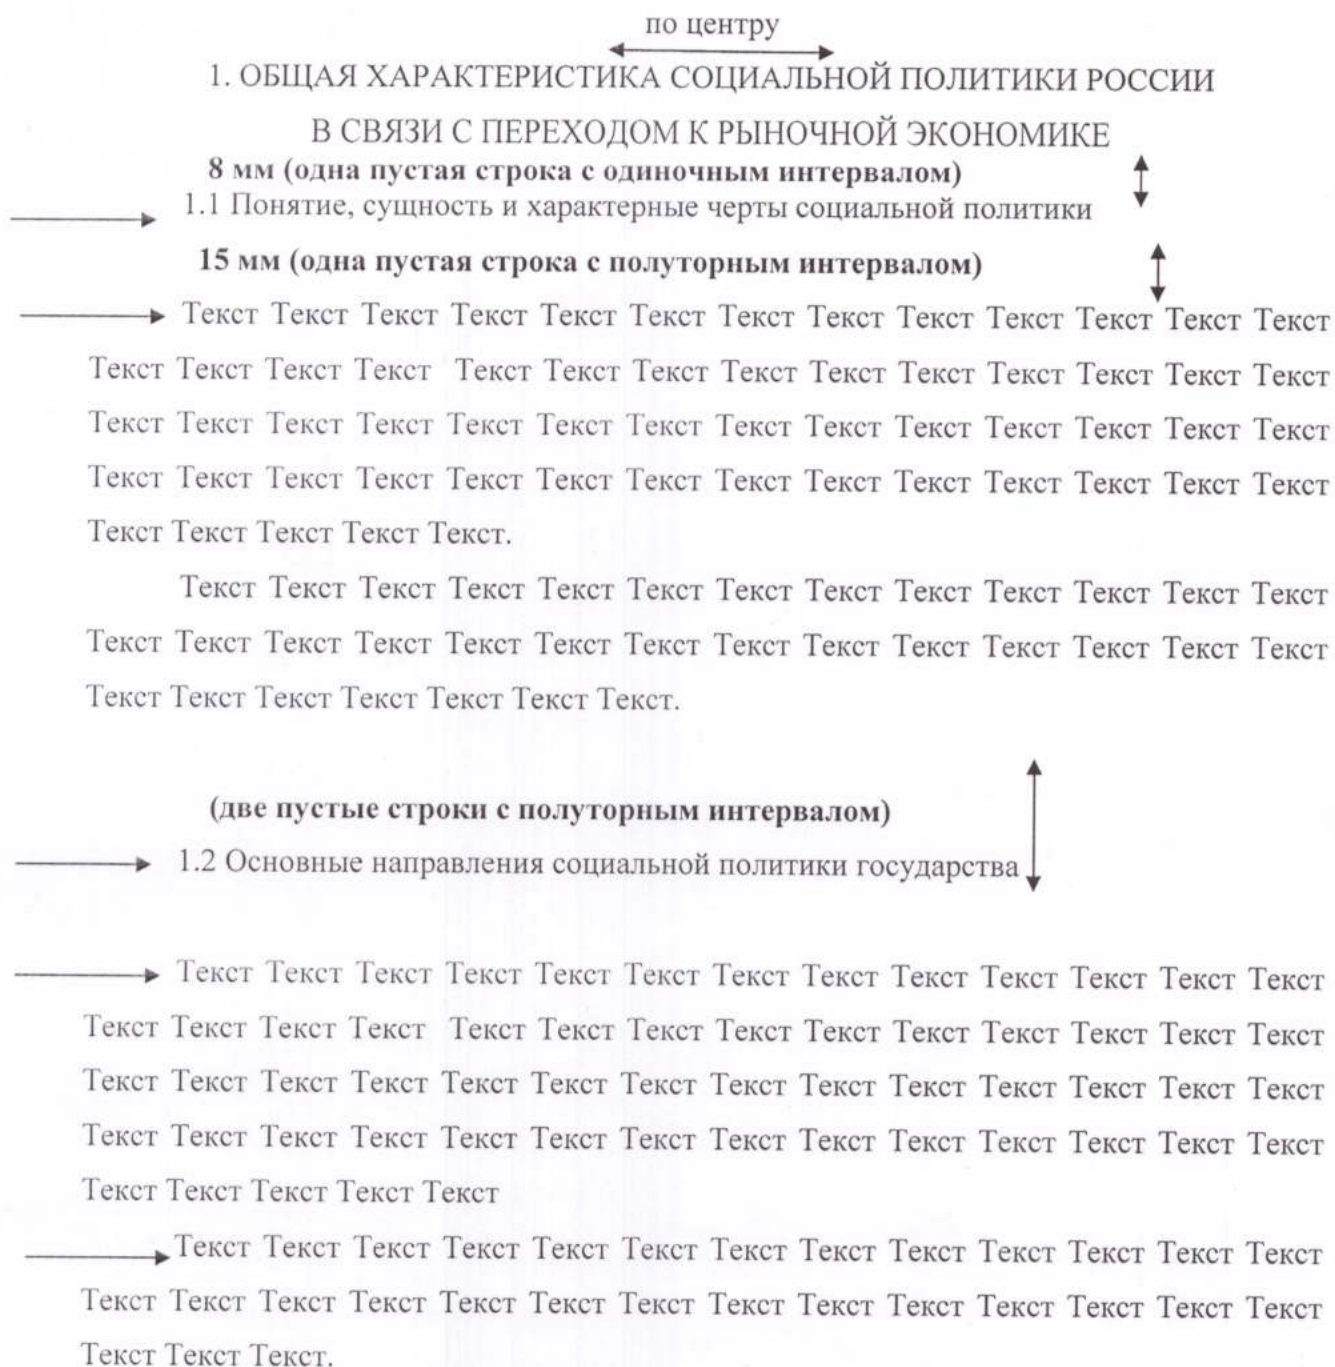 по центру
1. ОБЩАЯ ХАРАКТЕРИСТИКА СОЦИАЛЬНОЙ ПОЛИТИКИ РОССИИ
В СВЯЗИ С ПЕРЕХОДОМ К РЫНОЧНОЙ ЭКОНОМИКЕ
8 мм (одна пустая строка с одиночным интервалом)
1.1 Понятие, сущность и характерные черты социальной политики
15 мм (одна пустая строка с полуторным интервалом)
Текст Текст Текст Текст Текст Текст Текст Текст Текст Текст Текст Текст Текст
Текст Текст Текст Текст Текст Текст Текст Текст Текст Текст Текст Текст Текст Текст
Текст Текст Текст Текст Текст Текст Текст Текст Текст Текст Текст Текст Текст Текст
Текст Текст Текст Текст Текст Текст Текст Текст Текст Текст Текст Текст Текст Текст
Текст Текст Текст Текст Текст.
Текст Текст Текст Текст Текст Текст Текст Текст Текст Текст Текст Текст Текст
Текст Текст Текст Текст Текст Текст Текст Текст Текст Текст Текст Текст Текст Текст
Текст Текст Текст Текст Текст Текст Текст.
(две пустые строки с полуторным интервалом)
1.2 Основные направления социальной политики государства
Текст Текст Текст Текст Текст Текст Текст Текст Текст Текст Текст Текст Текст
Текст Текст Текст Текст Текст Текст Текст Текст Текст Текст Текст Текст Текст Текст
Текст Текст Текст Текст Текст Текст Текст Текст Текст Текст Текст Текст Текст Текст
Текст Текст Текст Текст Текст Текст Текст Текст Текст Текст Текст Текст Текст Текст
Текст Текст Текст Текст Текст
Текст Текст Текст Текст Текст Текст Текст Текст Текст Текст Текст Текст Текст
Текст Текст Текст Текст Текст Текст Текст Текст Текст Текст Текст Текст Текст Текст
Текст Текст Текст.